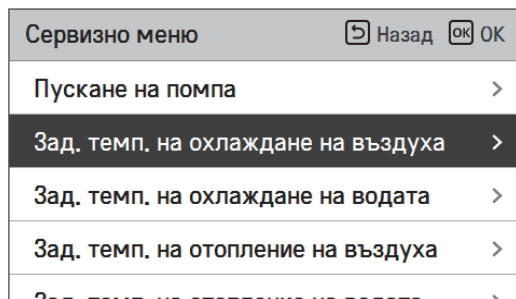 Сервизно меню Назад OK OK
Пускане на помпа
Зад. темп. на охлаждане на въздуха
Зад. темп. на охлаждане на водата
Зад. темп. на отопление на въздуха